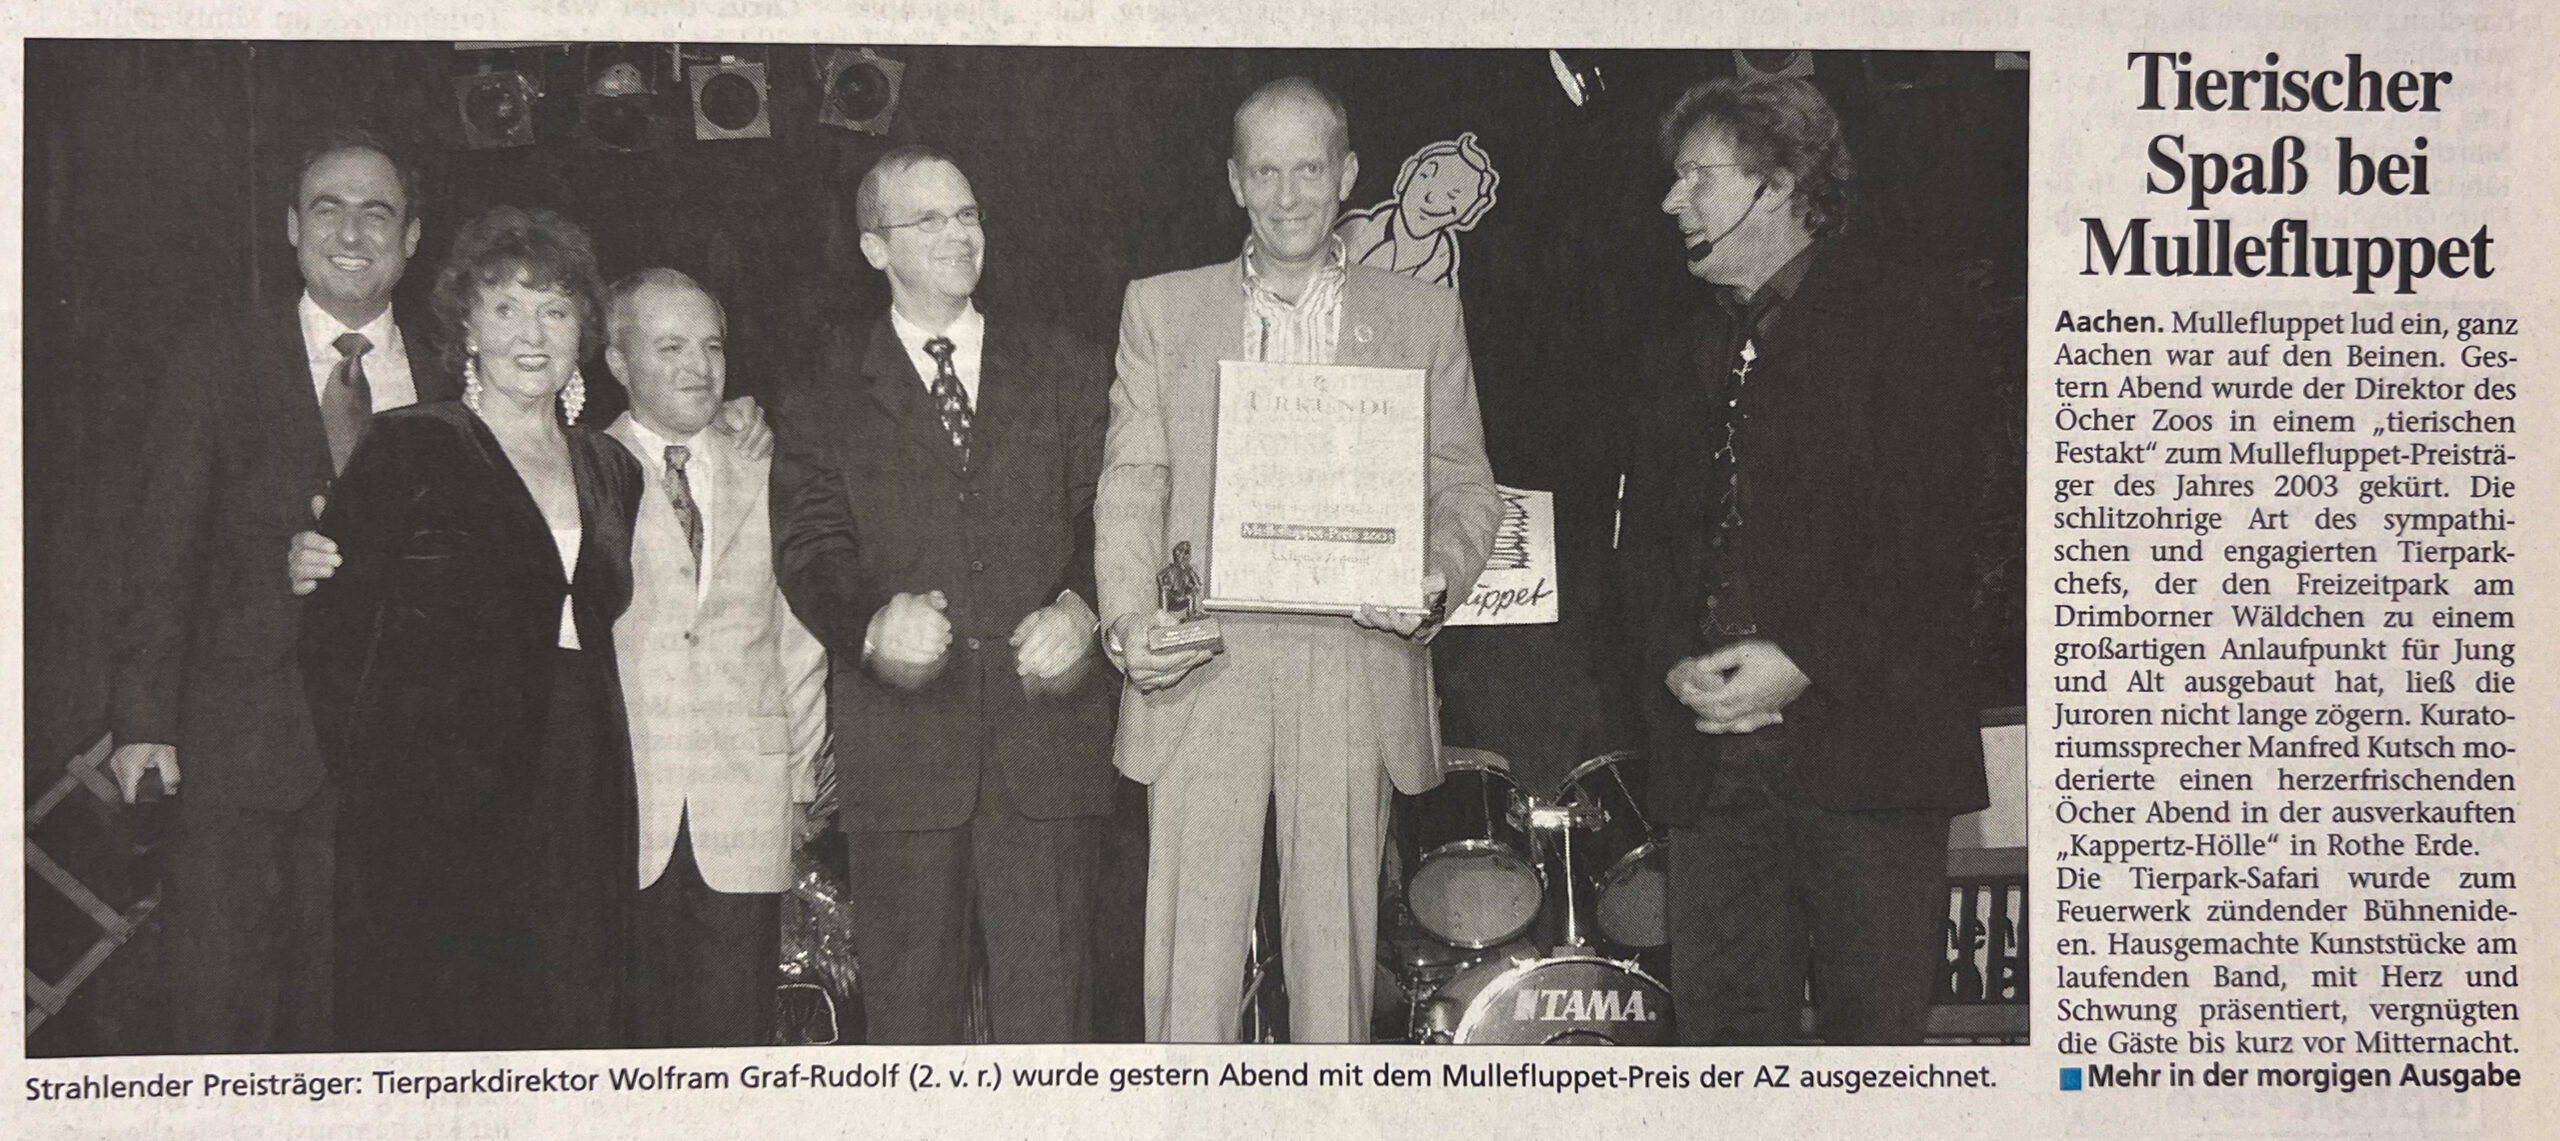 Tierischer
Spaß bei
Mullefluppet
Aachen. Mullefluppet lud ein, ganz
Aachen war auf den Beinen. Ges-
tern Abend wurde der Direktor des
Öcher Zoos in einem „tierischen
Festakt“ zum Mullefluppet-Preisträ-
ger des Jahres 2003 gekürt. Die
schlitzohrige Art des sympathi-
schen und engagierten Tierpark-
chefs, der den Freizeitpark am
Drimborner Wäldchen zu einem
großartigen Anlaufpunkt für Jung
und Alt ausgebaut hat, ließ die
Juroren nicht lange zögern. Kurato-
riumssprecher Manfred Kutsch mo-
derierte einen herzerfrischenden
Öcher Abend in der ausverkauften
„Kappertz-Hölle“ in Rothe Erde.
Die Tierpark-Safari wurde zum
Feuerwerk zündender Bühnenide-
en. Hausgemachte Kunststücke am
laufenden Band, mit Herz und
Schwung präsentiert, vergnügten
die Gäste bis kurz vor Mitternacht.
Mehr in der morgigen Ausgabe
URKUNDE
Mullefluppet-Preis 2003
üppet
TAMA.
Strahlender Preisträger: Tierparkdirektor Wolfram Graf-Rudolf (2. v. r.) wurde gestern Abend mit dem Mullefluppet-Preis der AZ ausgezeichnet.